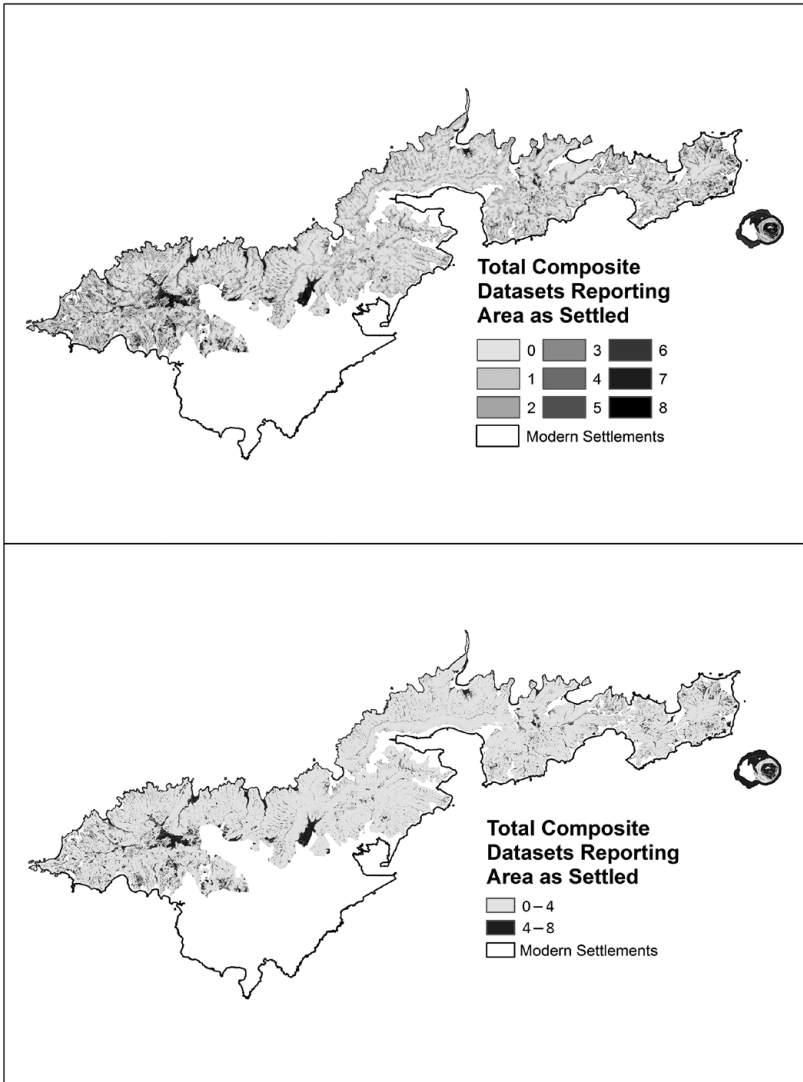 Total Composite
Datasets Reporting
Area as Settled
0 3 6
1 4 7
2 5 8
Modern Settlements
Total Composite
Datasets Reporting
Area as Settled
0–4
4–8
Modern Settlements